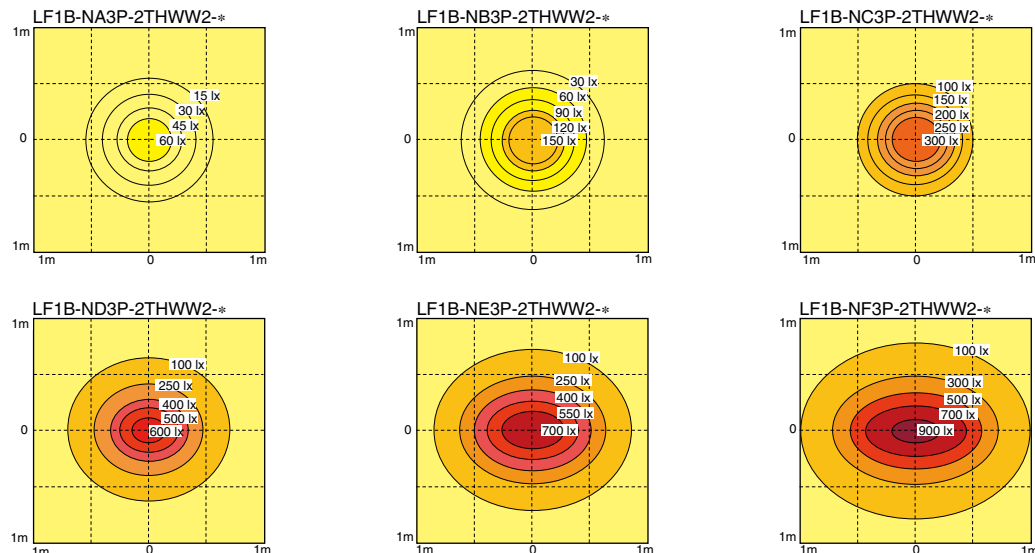 LF1B-NA3P-2THWW2-*
1m
15 lx
30 lx
45 lx
60 lx
0
1m
1m
0
1m
LF1B-NB3P-2THWW2-*
1m
30 lx
60 lx
90 lx
120 lx
150 lx
0
1m
1m
0
1m
LF1B-NC3P-2THWW2-*
1m
100 lx
150 lx
200 lx
250 lx
300 lx
0
1m
1m
0
1m
LF1B-ND3P-2THWW2-*
1m
100 lx
250 lx
400 lx
500 lx
600 lx
0
1m
1m
0
1m
LF1B-NE3P-2THWW2-*
1m
100 lx
250 lx
400 lx
550 lx
700 lx
0
1m
1m
0
1m
LF1B-NF3P-2THWW2-*
1m
100 lx
300 lx
500 lx
700 lx
900 lx
0
1m
1m
0
1m